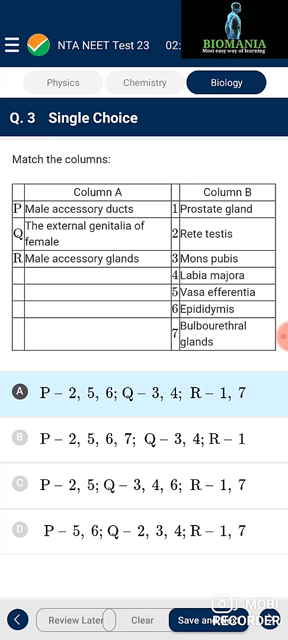 NTA NEET Test 23 02:
BIOMANIA
Most easy way of learning
Physics Chemistry Biology
Q. 3 Single Choice
Match the columns:
Column A Column B
P Male accessory ducts 1 Prostate gland
Q The external genitalia of female 2 Rete testis
R Male accessory glands 3 Mons pubis
4 Labia majora
5 Vasa efferentia
6 Epididymis
7 Bulbourethral glands
A P – 2, 5, 6; Q – 3, 4; R – 1, 7
B P – 2, 5, 6, 7; Q – 3, 4; R – 1
C P – 2, 5; Q – 3, 4, 6; R – 1, 7
D P – 5, 6; Q – 2, 3, 4; R – 1, 7
Review Later Clear Save and
MOBI
RECORDER